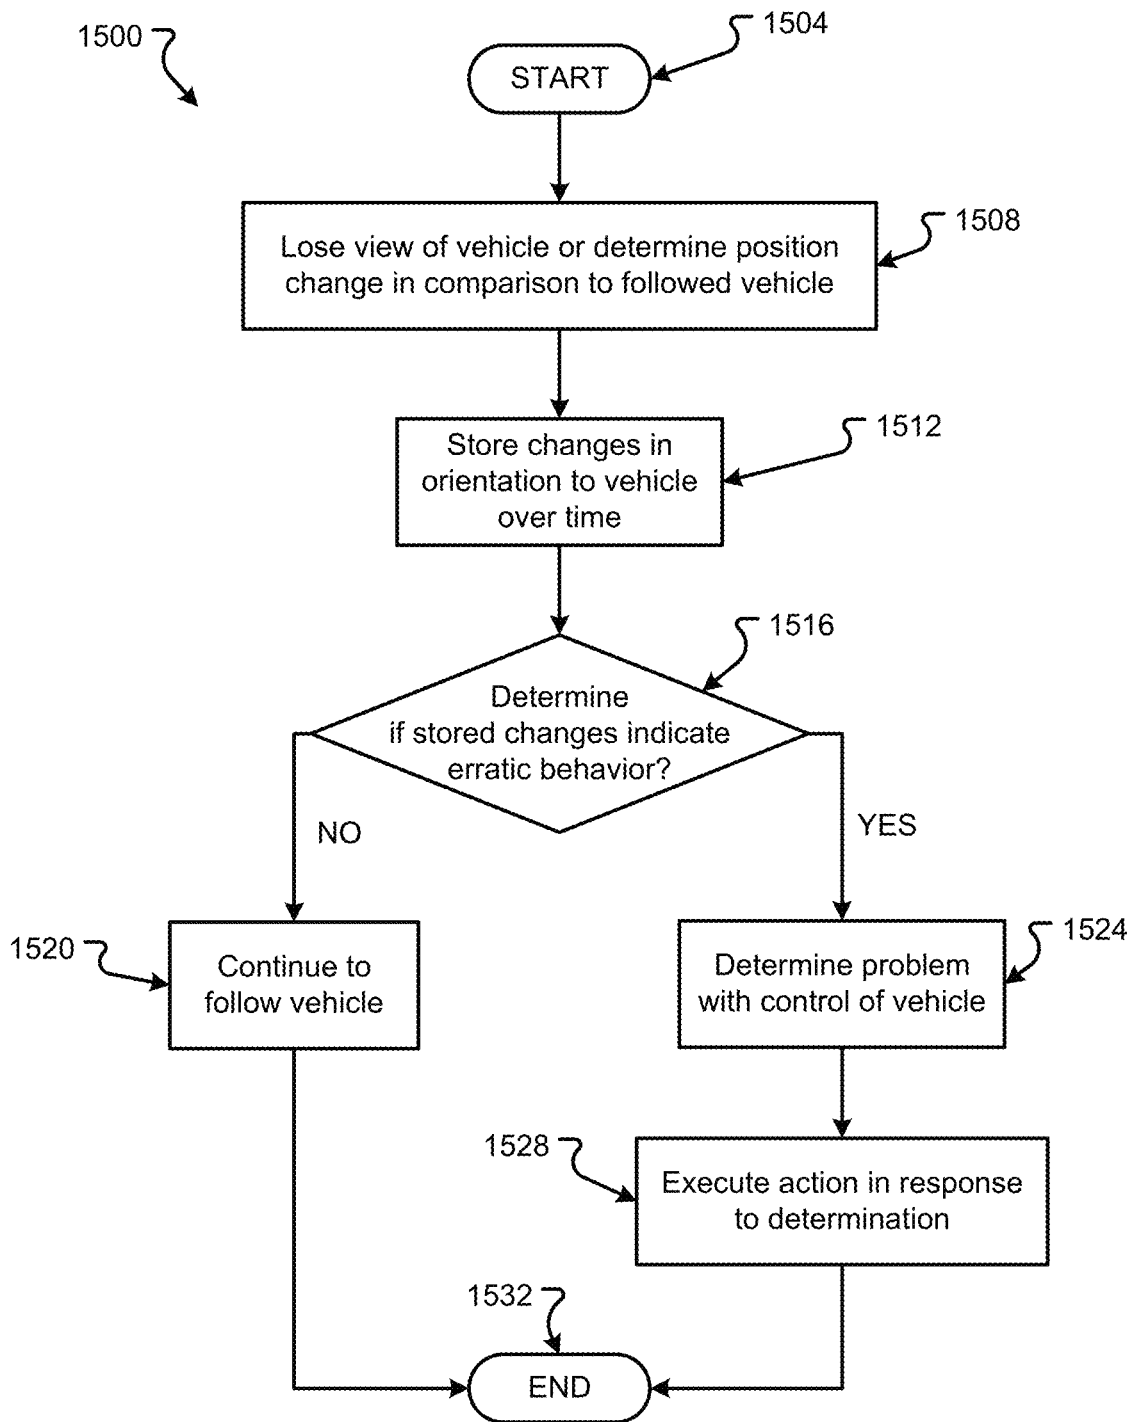 1500
START
1504
Lose view of vehicle or determine position
change in comparison to followed vehicle
1508
Store changes in
orientation to vehicle
over time
1512
Determine
if stored changes indicate
erratic behavior?
1516
NO
YES
1520
Continue to
follow vehicle
Determine problem
with control of vehicle
1524
1528
Execute action in response
to determination
1532
END